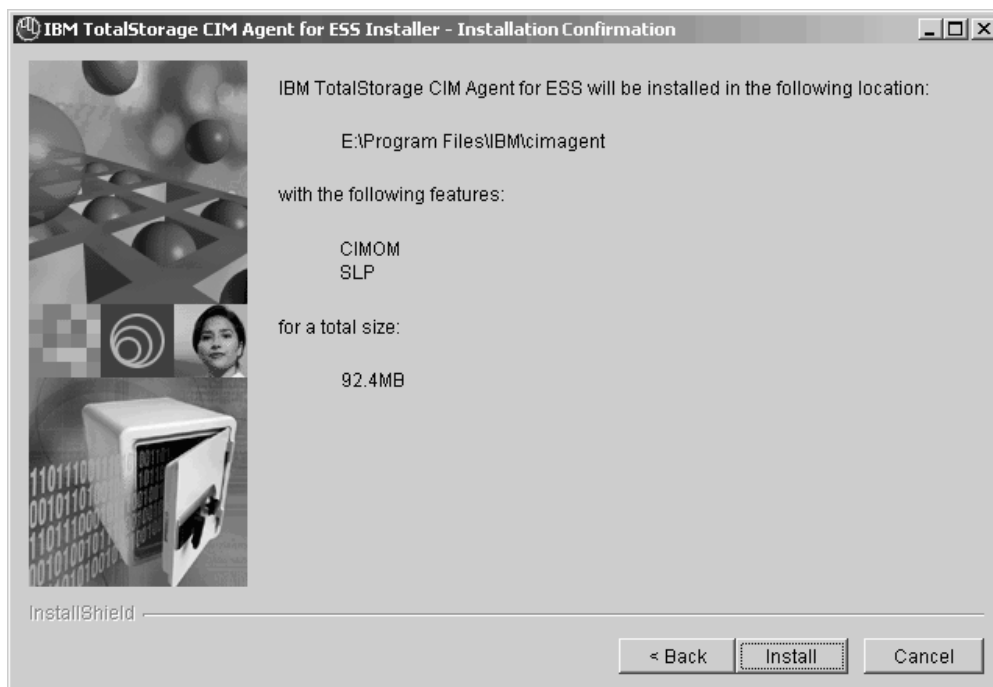 IBM TotalStorage CIM Agent for ESS Installer - Installation Confirmation
IBM TotalStorage CIM Agent for ESS will be installed in the following location:
E:\Program Files\IBM\cimagent
with the following features:
CIMOM
SLP
for a total size:
92.4MB
InstallShield
< Back
Install
Cancel